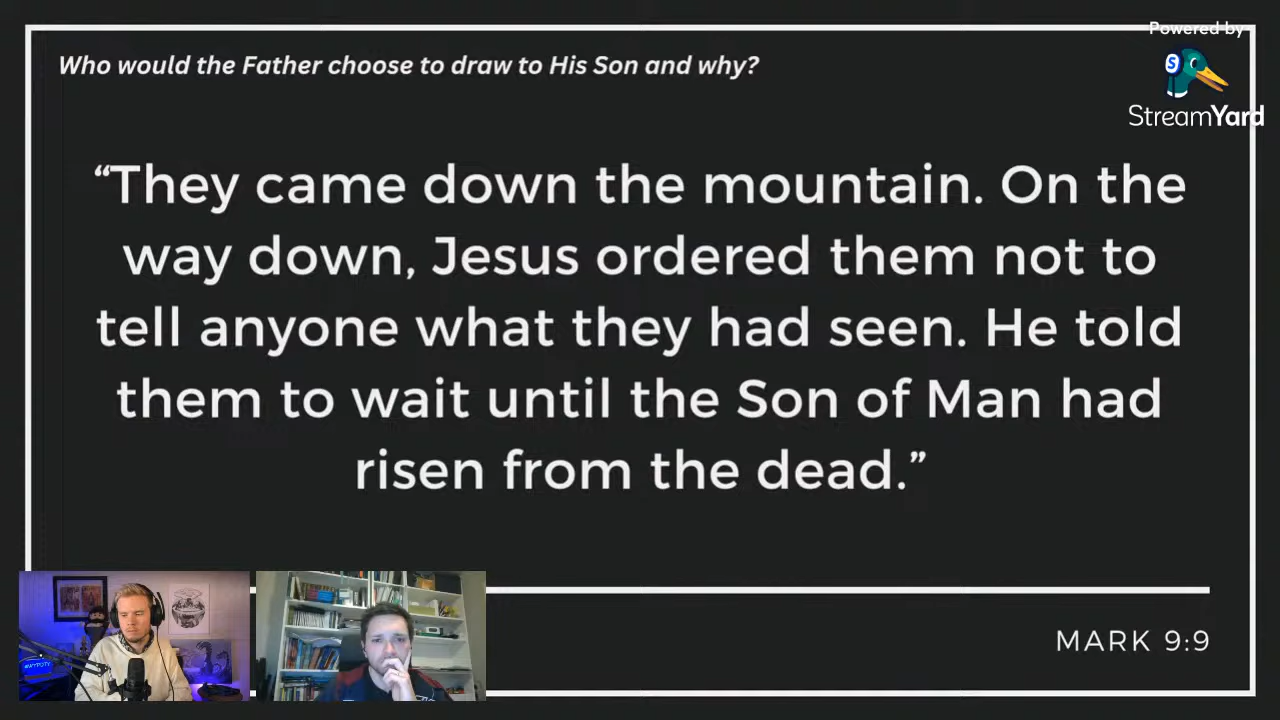 Powered by
Who would the Father choose to draw to His Son and why?
StreamYard
“They came down the mountain. On the
way down, Jesus ordered them not to
tell anyone what they had seen. He told
them to wait until the Son of Man had
risen from the dead.”
MARK 9:9